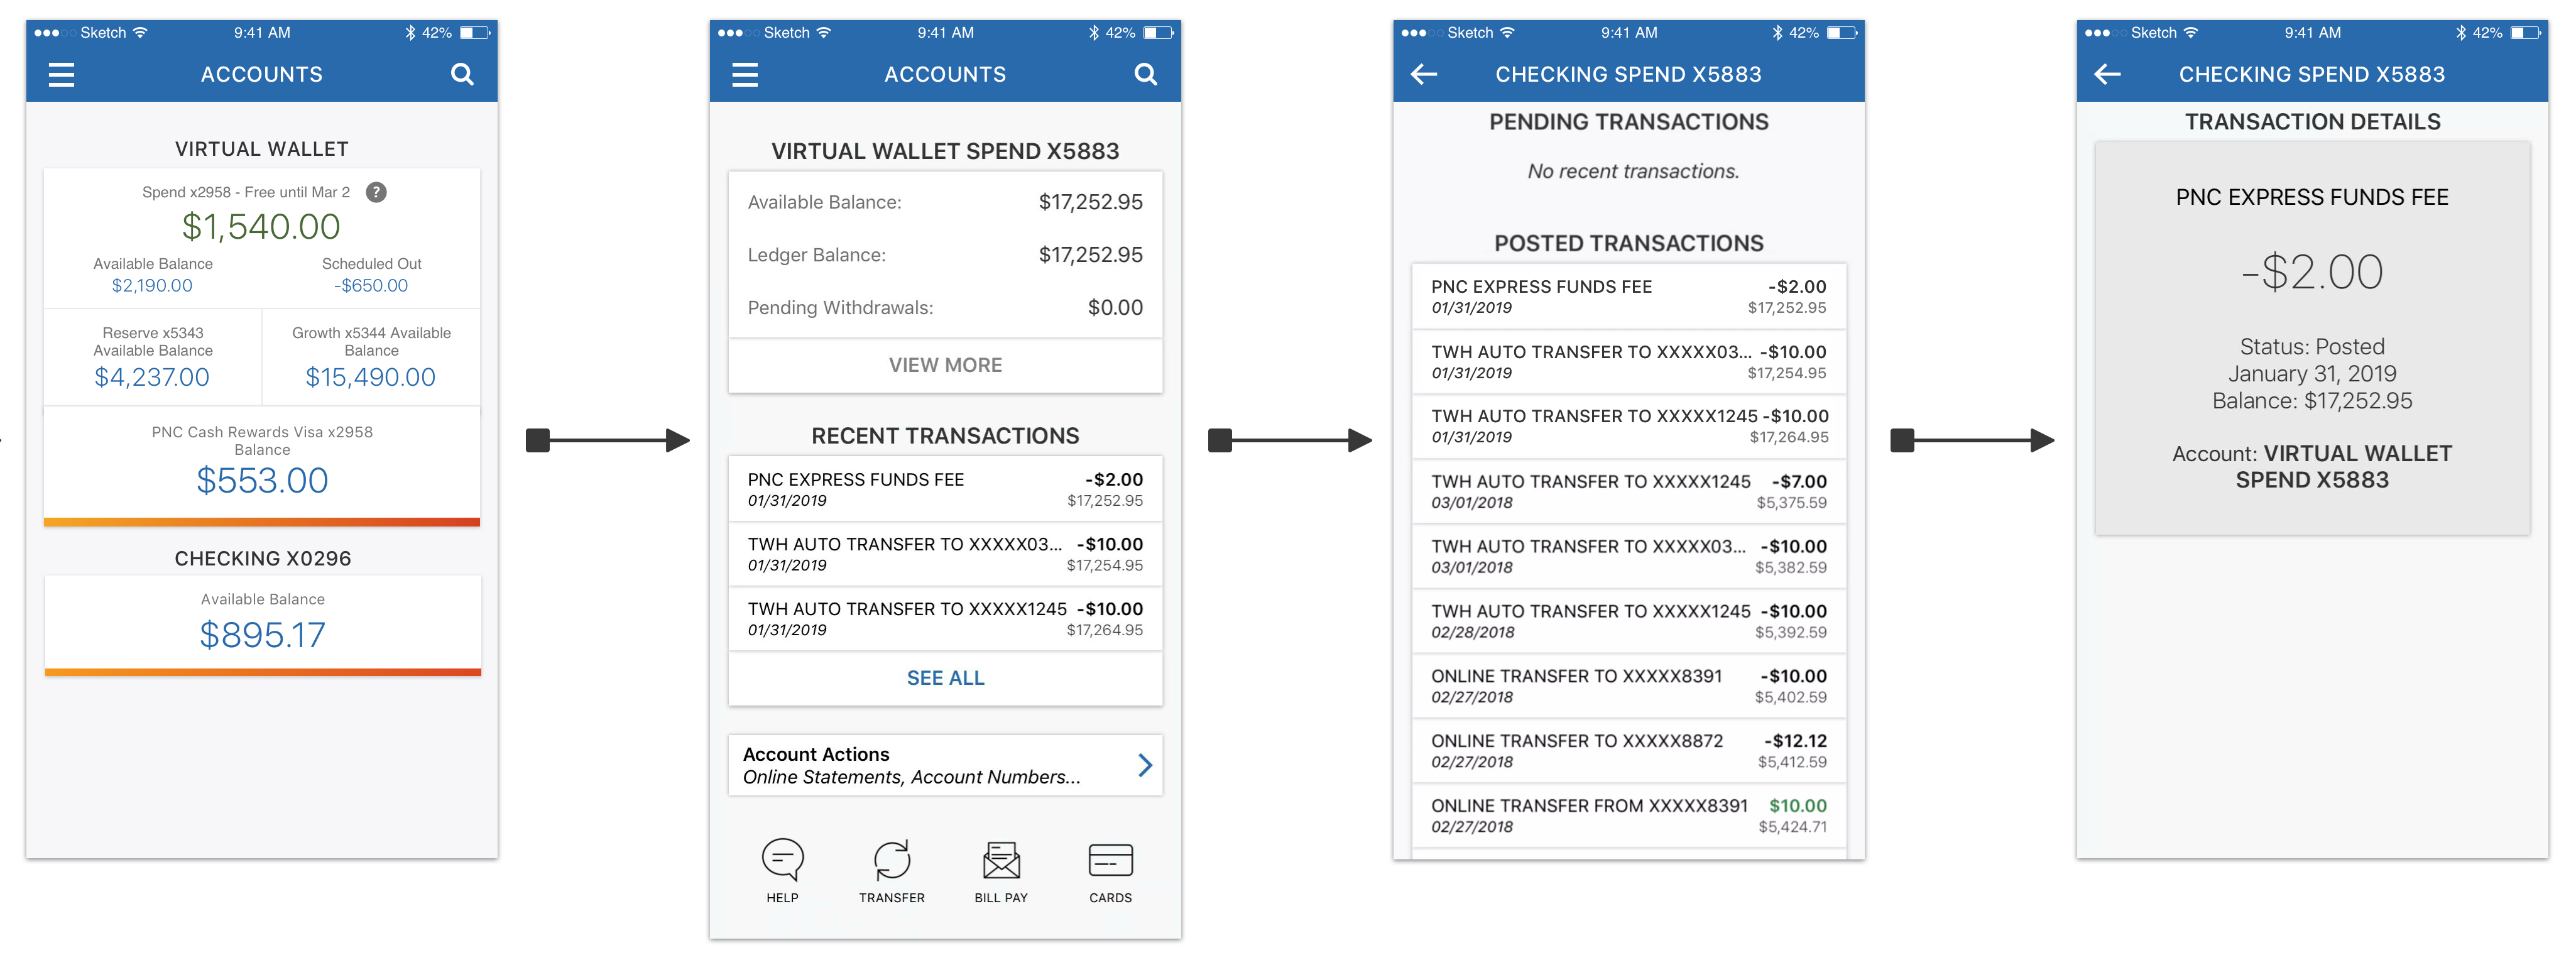 Sketch 9:41 AM 42%
ACCOUNTS
VIRTUAL WALLET
Spend x2958 - Free until Mar 2 ?
$1,540.00
Available Balance Scheduled Out
$2,190.00 -$650.00
Reserve x5343
Available Balance
$4,237.00
Growth x5344 Available
Balance
$15,490.00
PNC Cash Rewards Visa x2958
Balance
$553.00
CHECKING X0296
Available Balance
$895.17
Sketch 9:41 AM 42%
ACCOUNTS
VIRTUAL WALLET SPEND X5883
Available Balance: $17,252.95
Ledger Balance: $17,252.95
Pending Withdrawals: $0.00
VIEW MORE
RECENT TRANSACTIONS
PNC EXPRESS FUNDS FEE -$2.00
01/31/2019 $17,252.95
TWH AUTO TRANSFER TO XXXXX03... -$10.00
01/31/2019 $17,254.95
TWH AUTO TRANSFER TO XXXXX1245 -$10.00
01/31/2019 $17,264.95
SEE ALL
Account Actions
Online Statements, Account Numbers...
HELP TRANSFER BILL PAY CARDS
Sketch 9:41 AM 42%
CHECKING SPEND X5883
PENDING TRANSACTIONS
No recent transactions.
POSTED TRANSACTIONS
PNC EXPRESS FUNDS FEE -$2.00
01/31/2019 $17,252.95
TWH AUTO TRANSFER TO XXXXX03... -$10.00
01/31/2019 $17,254.95
TWH AUTO TRANSFER TO XXXXX1245 -$10.00
01/31/2019 $17,264.95
TWH AUTO TRANSFER TO XXXXX1245 -$7.00
03/01/2018 $5,375.59
TWH AUTO TRANSFER TO XXXXX03... -$10.00
03/01/2018 $5,382.59
TWH AUTO TRANSFER TO XXXXX1245 -$10.00
02/28/2018 $5,392.59
ONLINE TRANSFER TO XXXXX8391 -$10.00
02/27/2018 $5,402.59
ONLINE TRANSFER TO XXXXX8872 -$12.12
02/27/2018 $5,412.59
ONLINE TRANSFER FROM XXXXX8391 $10.00
02/27/2018 $5,424.71
Sketch 9:41 AM 42%
CHECKING SPEND X5883
TRANSACTION DETAILS
PNC EXPRESS FUNDS FEE
-$2.00
Status: Posted
January 31, 2019
Balance: $17,252.95
Account: VIRTUAL WALLET
SPEND X5883